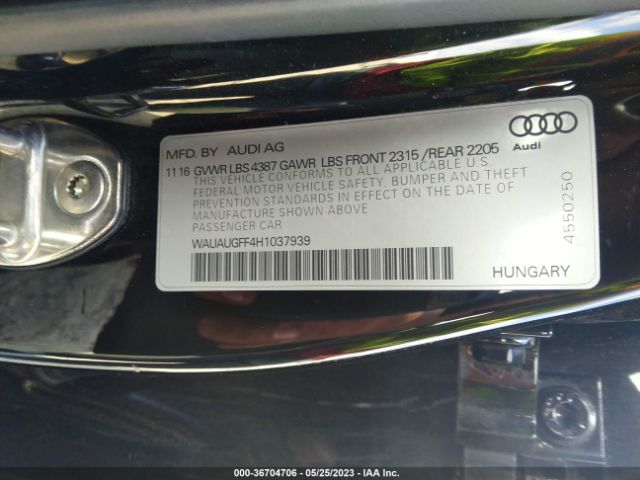 MFD. BY AUDI AG
11 16 GVWR LBS 4387 GAWR LBS FRONT 2315 /REAR 2205
THIS VEHICLE CONFORMS TO ALL APPLICABLE U.S.
FEDERAL MOTOR VEHICLE SAFETY, BUMPER AND THEFT
PREVENTION STANDARDS IN EFFECT ON THE DATE OF
MANUFACTURE SHOWN ABOVE
PASSENGER CAR
WAUAUGFF4H1037939
Audi
4550250
HUNGARY
000-36704706 - 05/25/2023 - IAA Inc.